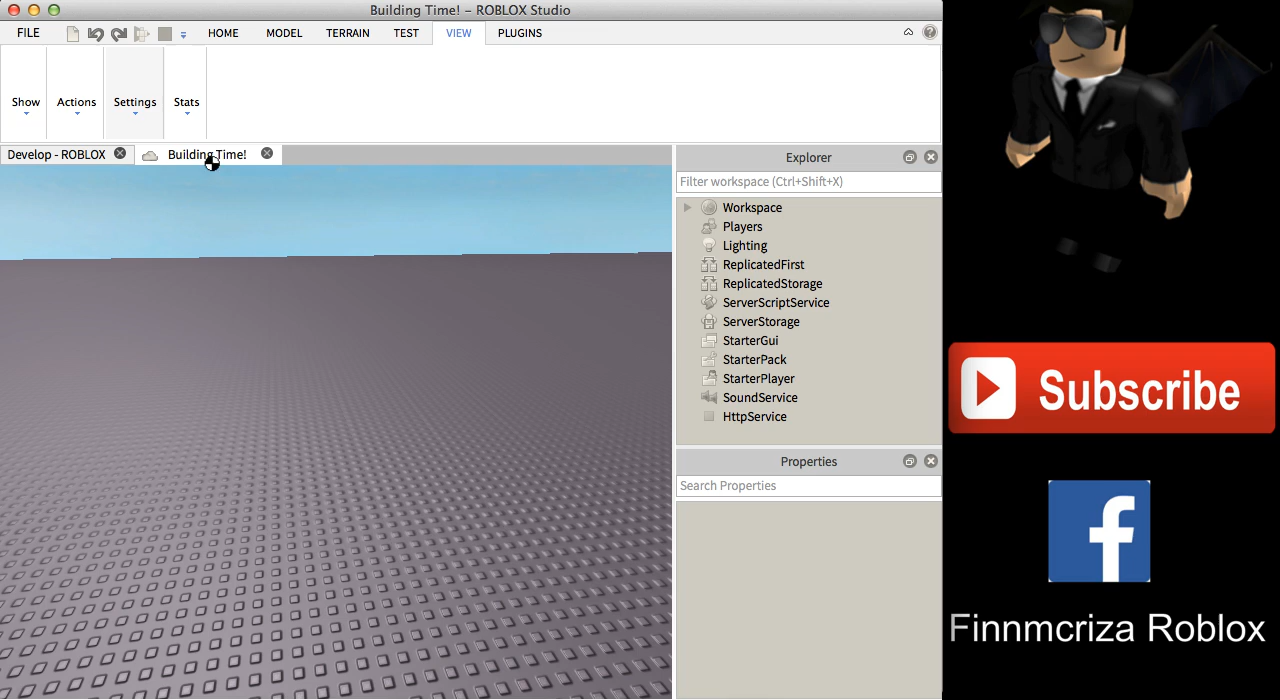 Building Time! – ROBLOX Studio
FILE HOME MODEL TERRAIN TEST VIEW PLUGINS
Show Actions Settings Stats
Develop - ROBLOX Building Time!
Explorer
Filter workspace (Ctrl+Shift+X)
Workspace
Players
Lighting
ReplicatedFirst
ReplicatedStorage
ServerScriptService
ServerStorage
StarterGui
StarterPack
StarterPlayer
SoundService
HttpService
Properties
Search Properties
Subscribe
f
Finnmcriza Roblox